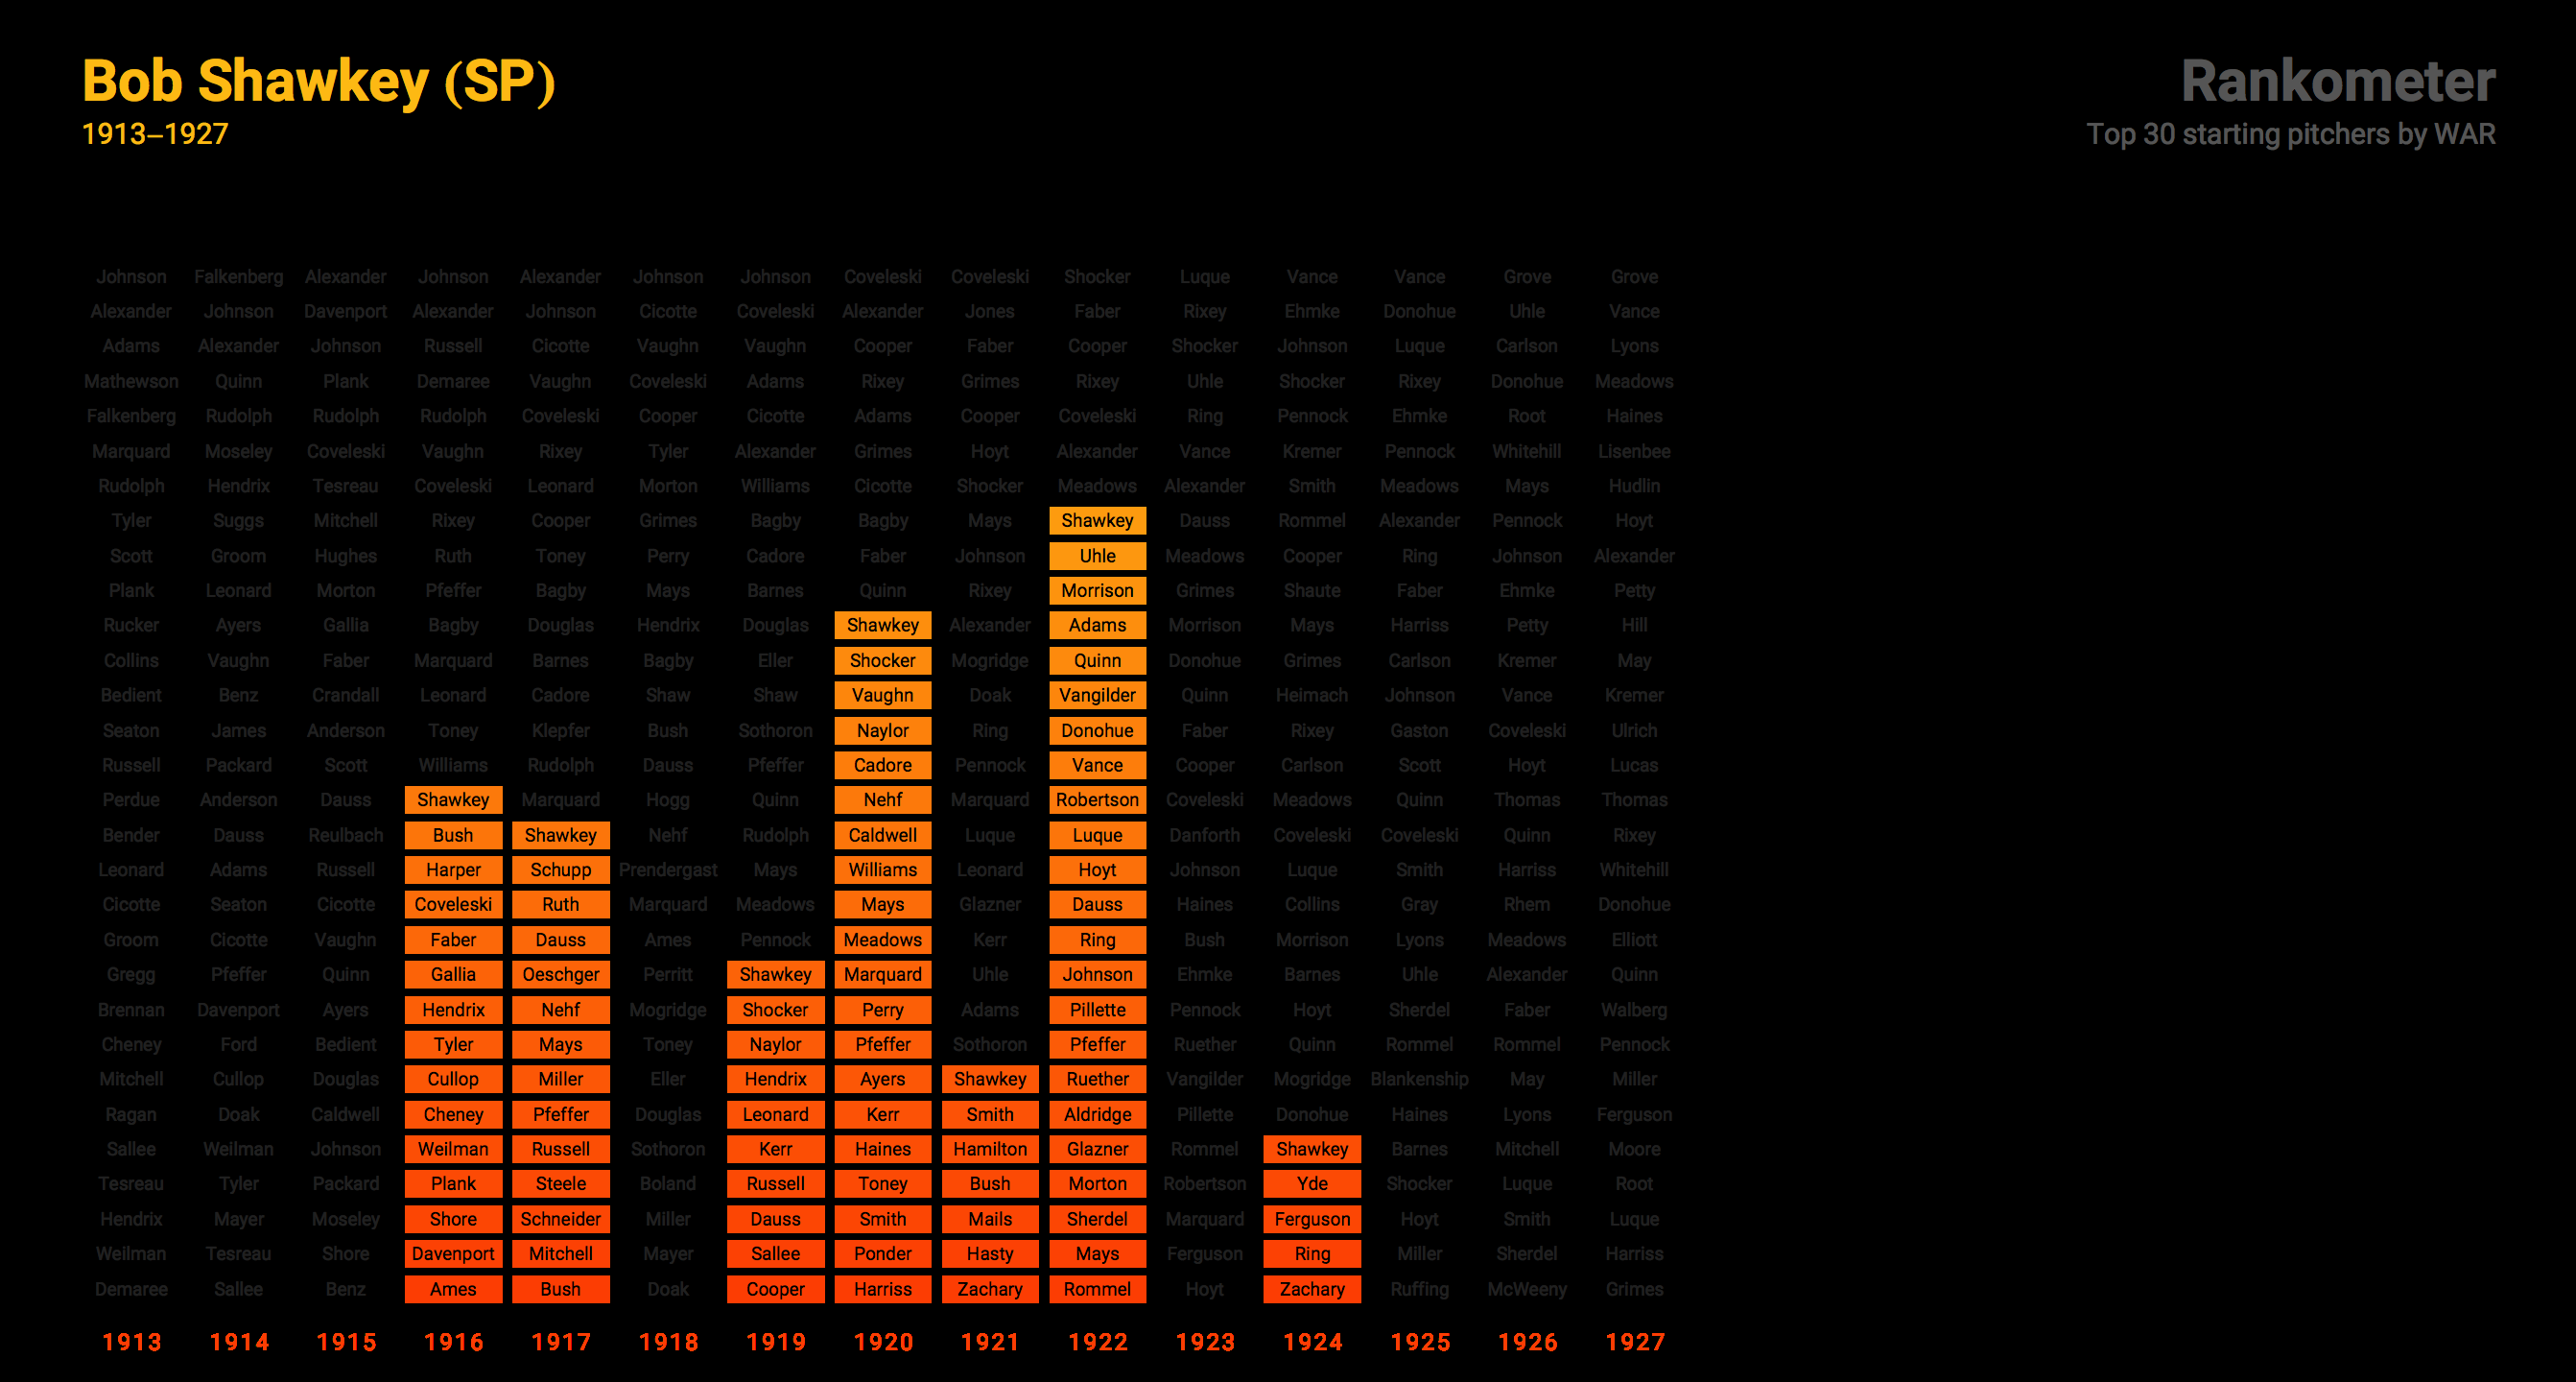 Bob Shawkey (SP)
1913–1927
Rankometer
Top 30 starting pitchers by WAR
Johnson Falkenberg Alexander Johnson Alexander Johnson Johnson Coveleski Coveleski Shocker Luque Vance Vance Grove Grove
Alexander Johnson Davenport Alexander Johnson Cicotte Coveleski Alexander Jones Faber Rixey Ehmke Donohue Uhle Vance
Adams Alexander Johnson Russell Cicotte Vaughn Vaughn Cooper Faber Cooper Shocker Johnson Luque Carlson Lyons
Mathewson Quinn Plank Demaree Vaughn Coveleski Adams Rixey Grimes Rixey Uhle Shocker Rixey Donohue Meadows
Falkenberg Rudolph Rudolph Rudolph Coveleski Cooper Cicotte Adams Cooper Coveleski Ring Pennock Ehmke Root Haines
Marquard Moseley Coveleski Vaughn Rixey Tyler Alexander Grimes Hoyt Alexander Vance Kremer Pennock Whitehill Lisenbee
Rudolph Hendrix Tesreau Coveleski Leonard Morton Williams Cicotte Shocker Meadows Alexander Smith Meadows Mays Hudlin
Tyler Suggs Mitchell Rixey Cooper Grimes Bagby Bagby Mays Shawkey Dauss Rommel Alexander Pennock Hoyt
Scott Groom Hughes Ruth Toney Perry Cadore Faber Johnson Uhle Meadows Cooper Ring Johnson Alexander
Plank Leonard Morton Pfeffer Bagby Mays Barnes Quinn Rixey Morrison Grimes Shaute Faber Ehmke Petty
Rucker Ayers Gallia Bagby Douglas Hendrix Douglas Shawkey Alexander Adams Morrison Mays Harriss Petty Hill
Collins Vaughn Faber Marquard Barnes Bagby Eller Shocker Mogridge Quinn Donohue Grimes Carlson Kremer May
Bedient Benz Crandall Leonard Cadore Shaw Shaw Vaughn Doak Vangilder Quinn Heimach Johnson Vance Kremer
Seaton James Anderson Toney Klepfer Bush Sothoron Naylor Ring Donohue Faber Rixey Gaston Coveleski Ulrich
Russell Packard Scott Williams Rudolph Dauss Pfeffer Cadore Pennock Vance Cooper Carlson Scott Hoyt Lucas
Perdue Anderson Dauss Shawkey Marquard Hogg Quinn Nehf Marquard Robertson Coveleski Meadows Quinn Thomas Thomas
Bender Dauss Reulbach Bush Shawkey Nehf Rudolph Caldwell Luque Luque Danforth Coveleski Coveleski Quinn Rixey
Leonard Adams Russell Harper Schupp Prendergast Mays Williams Leonard Hoyt Johnson Luque Smith Harriss Whitehill
Cicotte Seaton Cicotte Coveleski Ruth Marquard Meadows Mays Glazner Dauss Haines Collins Gray Rhem Donohue
Groom Cicotte Vaughn Faber Dauss Ames Pennock Meadows Kerr Ring Bush Morrison Lyons Meadows Elliott
Gregg Pfeffer Quinn Gallia Oeschger Perritt Shawkey Marquard Uhle Johnson Ehmke Barnes Uhle Alexander Quinn
Brennan Davenport Ayers Hendrix Nehf Mogridge Shocker Perry Adams Pillette Pennock Hoyt Sherdel Faber Walberg
Cheney Ford Bedient Tyler Mays Toney Naylor Pfeffer Sothoron Pfeffer Ruether Quinn Rommel Rommel Pennock
Mitchell Cullop Douglas Cullop Miller Eller Hendrix Ayers Shawkey Ruether Vangilder Mogridge Blankenship May Miller
Ragan Doak Caldwell Cheney Pfeffer Douglas Leonard Kerr Smith Aldridge Pillette Donohue Haines Lyons Ferguson
Sallee Weilman Johnson Weilman Russell Sothoron Kerr Haines Hamilton Glazner Rommel Shawkey Barnes Mitchell Moore
Tesreau Tyler Packard Plank Steele Boland Russell Toney Bush Morton Robertson Yde Shocker Luque Root
Hendrix Mayer Moseley Shore Schneider Miller Dauss Smith Mails Sherdel Marquard Ferguson Hoyt Smith Luque
Weilman Tesreau Shore Davenport Mitchell Mayer Sallee Ponder Hasty Mays Ferguson Ring Miller Sherdel Harriss
Demaree Sallee Benz Ames Bush Doak Cooper Harriss Zachary Rommel Hoyt Zachary Ruffing McWeeny Grimes
1913 1914 1915 1916 1917 1918 1919 1920 1921 1922 1923 1924 1925 1926 1927